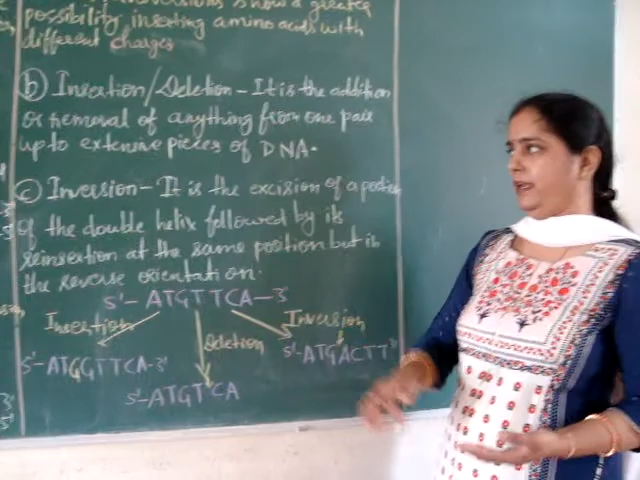 possibility inserting amino acids with
different charges
(b) Insertion/Deletion - It is the addition
or removal of anything from one pair
up to extensive pieces of DNA.
(c) Inversion - It is the excision of a portion
of the double helix followed by its
reinsertion at the same position but in
the reverse orientation.
5'- ATGTTCA-3'
Insertion
Deletion
Inversion
5'-ATGGTTCA-3'
5'-ATGACTT 3'
5'-ATGTCA